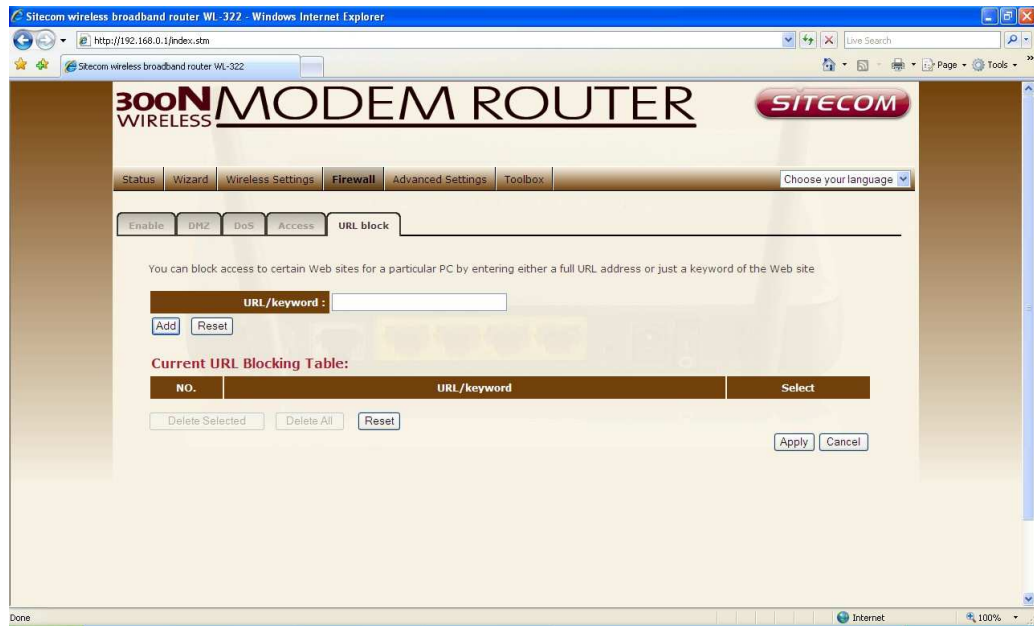 Sitecom wireless broadband router WL-322 - Windows Internet Explorer
http://192.168.0.1/index.stm
Live Search
Sitecom wireless broadband router WL-322
Page Tools
300N WIRELESS MODEM ROUTER
SITECOM
Status Wizard Wireless Settings Firewall Advanced Settings Toolbox Choose your language
Enable DMZ DoS Access URL block
You can block access to certain Web sites for a particular PC by entering either a full URL address or just a keyword of the Web site
URL/keyword :
Add Reset
Current URL Blocking Table:
NO. URL/keyword Select
Delete Selected Delete All Reset
Apply Cancel
Done Internet 100%